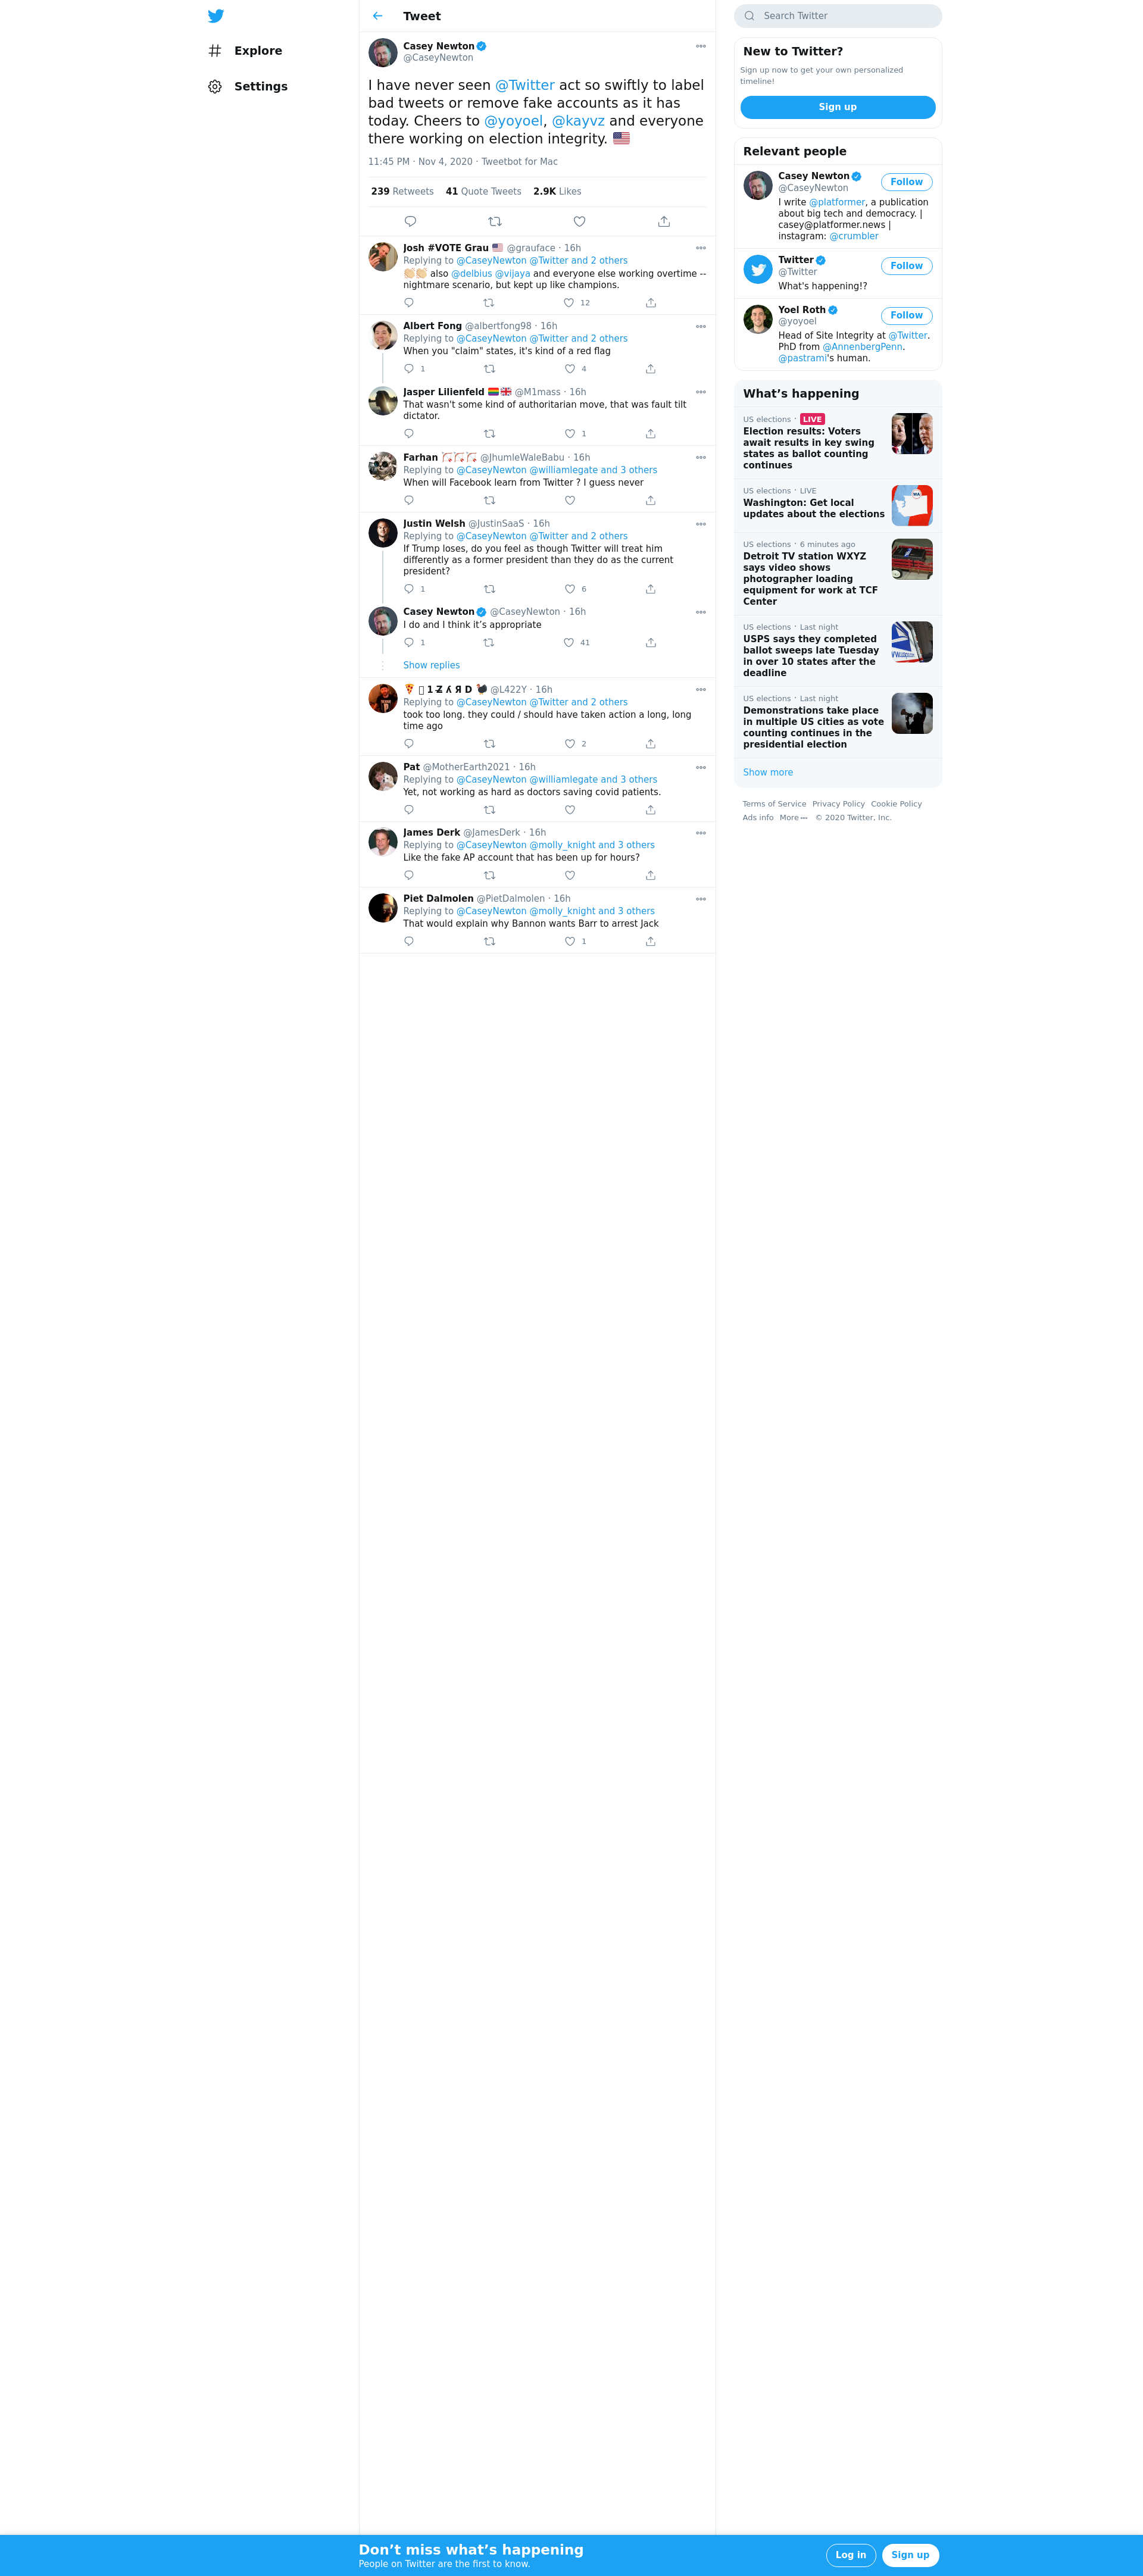 Explore
Settings
Tweet
Casey Newton
@CaseyNewton
I have never seen @Twitter act so swiftly to label
bad tweets or remove fake accounts as it has
today. Cheers to @yoyoel, @kayvz and everyone
there working on election integrity. 🇺🇸
11:45 PM · Nov 4, 2020 · Tweetbot for Mac
239 Retweets 41 Quote Tweets 2.9K Likes
Josh #VOTE Grau 🇺🇸 @grauface · 16h
Replying to @CaseyNewton @Twitter and 2 others
👏🏼👏🏼 also @delbius @vijaya and everyone else working overtime --
nightmare scenario, but kept up like champions.
12
Albert Fong @albertfong98 · 16h
Replying to @CaseyNewton @Twitter and 2 others
When you "claim" states, it's kind of a red flag
1 4
Jasper Lilienfeld 🏳️‍🌈🇬🇧 @M1mass · 16h
That wasn't some kind of authoritarian move, that was fault tilt
dictator.
1
Farhan @JhumleWaleBabu · 16h
Replying to @CaseyNewton @williamlegate and 3 others
When will Facebook learn from Twitter ? I guess never
Justin Welsh @JustinSaaS · 16h
Replying to @CaseyNewton @Twitter and 2 others
If Trump loses, do you feel as though Twitter will treat him
differently as a former president than they do as the current
president?
1 6
Casey Newton @CaseyNewton · 16h
I do and I think it’s appropriate
1 41
Show replies
🍕 1 Ƶ ʎ Я D 🦃 @L422Y · 16h
Replying to @CaseyNewton @Twitter and 2 others
took too long. they could / should have taken action a long, long
time ago
2
Pat @MotherEarth2021 · 16h
Replying to @CaseyNewton @williamlegate and 3 others
Yet, not working as hard as doctors saving covid patients.
James Derk @JamesDerk · 16h
Replying to @CaseyNewton @molly_knight and 3 others
Like the fake AP account that has been up for hours?
Piet Dalmolen @PietDalmolen · 16h
Replying to @CaseyNewton @molly_knight and 3 others
That would explain why Bannon wants Barr to arrest Jack
1
Search Twitter
New to Twitter?
Sign up now to get your own personalized
timeline!
Sign up
Relevant people
Casey Newton
@CaseyNewton
Follow
I write @platformer, a publication
about big tech and democracy. |
casey@platformer.news |
instagram: @crumbler
Twitter
@Twitter
Follow
What's happening!?
Yoel Roth
@yoyoel
Follow
Head of Site Integrity at @Twitter.
PhD from @AnnenbergPenn.
@pastrami's human.
What’s happening
US elections · LIVE
Election results: Voters
await results in key swing
states as ballot counting
continues
US elections · LIVE
Washington: Get local
updates about the elections
WA
US elections · 6 minutes ago
Detroit TV station WXYZ
says video shows
photographer loading
equipment for work at TCF
Center
US elections · Last night
USPS says they completed
ballot sweeps late Tuesday
in over 10 states after the
deadline
US elections · Last night
Demonstrations take place
in multiple US cities as vote
counting continues in the
presidential election
Show more
Terms of Service Privacy Policy Cookie Policy
Ads info More ••• © 2020 Twitter, Inc.
Don’t miss what’s happening
People on Twitter are the first to know.
Log in
Sign up